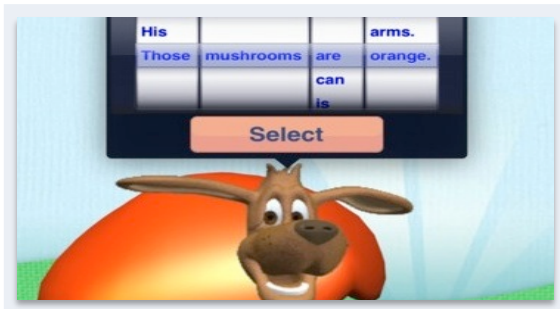 His arms.
Those mushrooms are orange.
can
is
Select